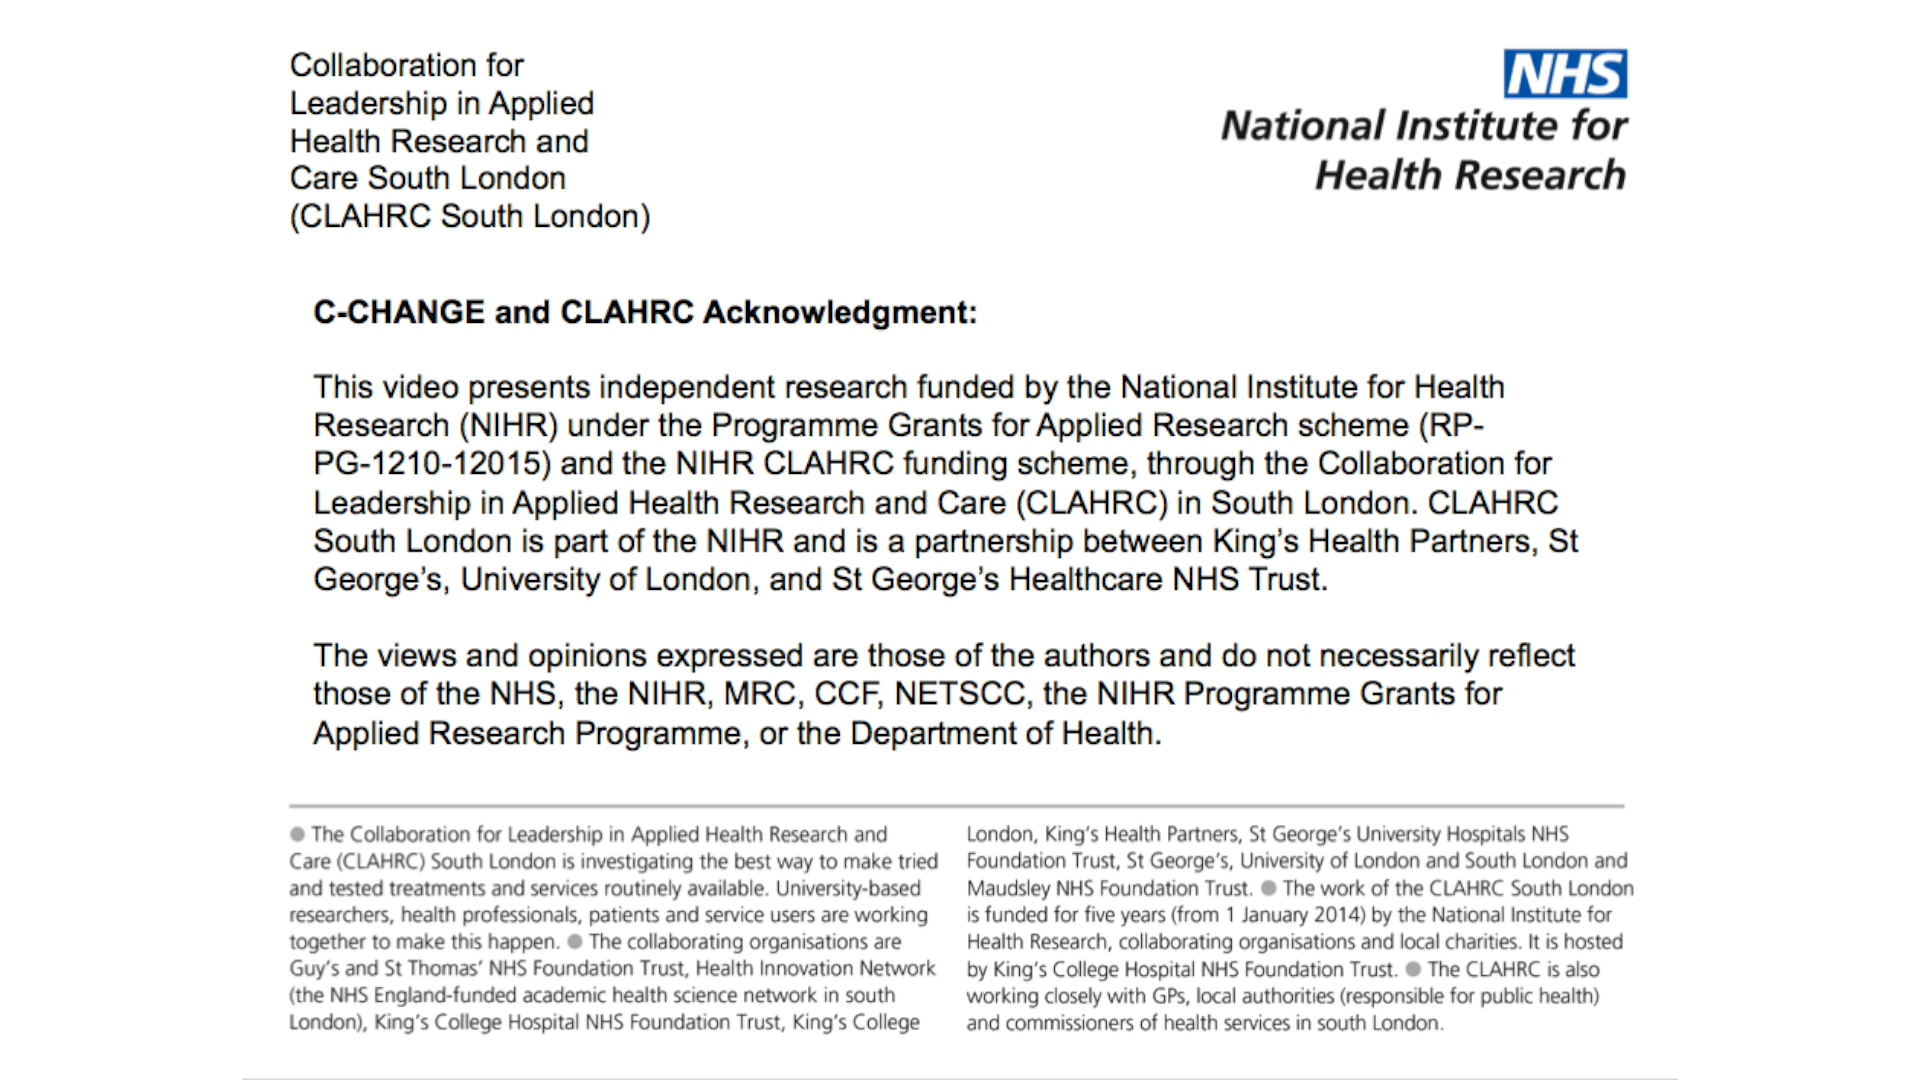 Collaboration for
Leadership in Applied
Health Research and
Care South London
(CLAHRC South London)
NHS
National Institute for
Health Research
C-CHANGE and CLAHRC Acknowledgment:
This video presents independent research funded by the National Institute for Health
Research (NIHR) under the Programme Grants for Applied Research scheme (RP-
PG-1210-12015) and the NIHR CLAHRC funding scheme, through the Collaboration for
Leadership in Applied Health Research and Care (CLAHRC) in South London. CLAHRC
South London is part of the NIHR and is a partnership between King’s Health Partners, St
George’s, University of London, and St George’s Healthcare NHS Trust.
The views and opinions expressed are those of the authors and do not necessarily reflect
those of the NHS, the NIHR, MRC, CCF, NETSCC, the NIHR Programme Grants for
Applied Research Programme, or the Department of Health.
● The Collaboration for Leadership in Applied Health Research and
Care (CLAHRC) South London is investigating the best way to make tried
and tested treatments and services routinely available. University-based
researchers, health professionals, patients and service users are working
together to make this happen. ● The collaborating organisations are
Guy’s and St Thomas’ NHS Foundation Trust, Health Innovation Network
(the NHS England-funded academic health science network in south
London), King’s College Hospital NHS Foundation Trust, King’s College
London, King’s Health Partners, St George’s University Hospitals NHS
Foundation Trust, St George’s, University of London and South London and
Maudsley NHS Foundation Trust. ● The work of the CLAHRC South London
is funded for five years (from 1 January 2014) by the National Institute for
Health Research, collaborating organisations and local charities. It is hosted
by King’s College Hospital NHS Foundation Trust. ● The CLAHRC is also
working closely with GPs, local authorities (responsible for public health)
and commissioners of health services in south London.